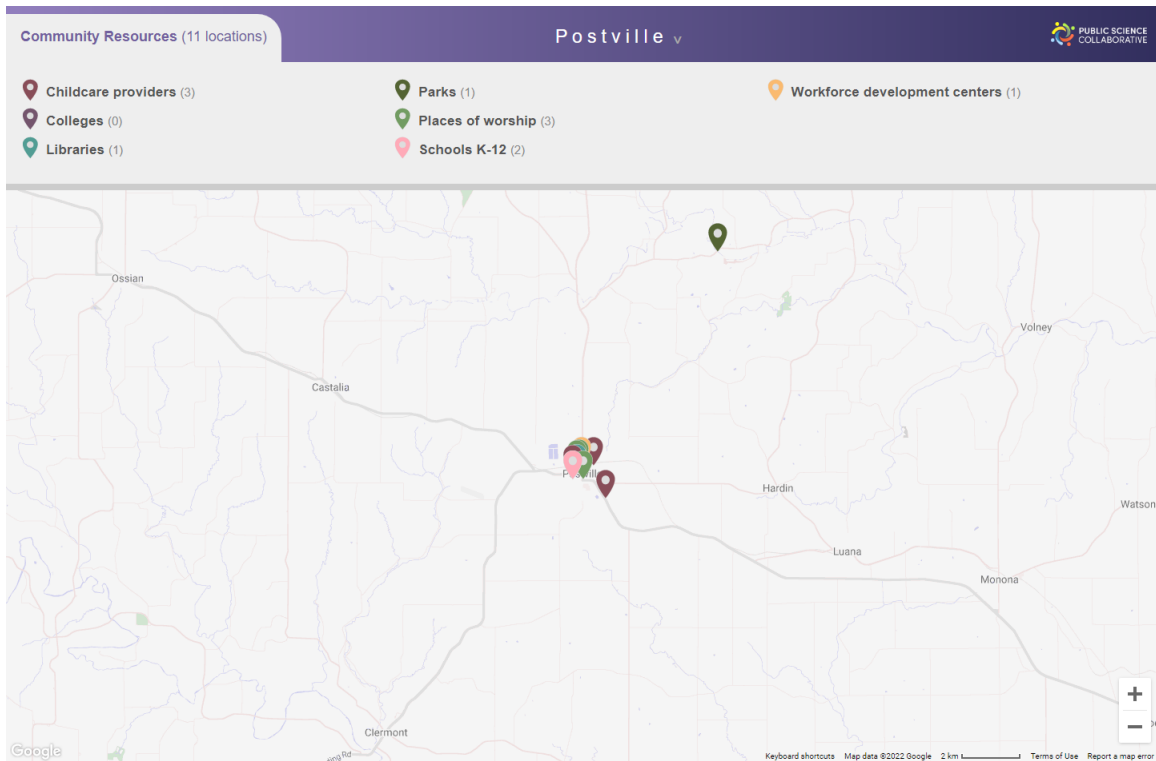 Community Resources (11 locations)
Postville v
PUBLIC SCIENCE
COLLABORATIVE
Childcare providers (3)
Parks (1)
Workforce development centers (1)
Colleges (0)
Places of worship (3)
Libraries (1)
Schools K-12 (2)
Ossian
Volney
Castalia
Hardin
Watson
Luana
Monona
Clermont
Google
Keyboard shortcuts Map data ©2022 Google 2 km Terms of Use Report a map error